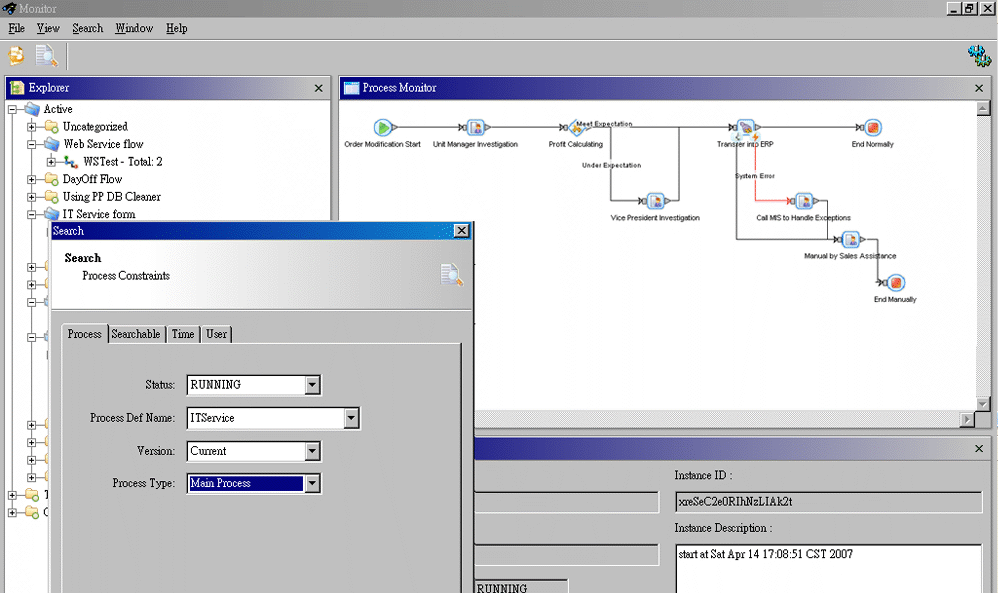 Monitor
File View Search Window Help
Explorer
Active
Uncategorized
Web Service flow
WSTest - Total: 2
DayOff Flow
Using PP DB Cleaner
IT Service form
Process Monitor
Order Modification Start
Unit Manager Investigation
Profit Calculating
Meet Expectation
Under Expectation
Vice President Investigation
Transfer into ERP
System Error
End Normally
Call MIS to Handle Exceptions
Manual by Sales Assistance
End Manually
Search
Search
Process Constraints
Process Searchable Time User
Status: RUNNING
Process Def Name: ITService
Version: Current
Process Type: Main Process
Instance ID :
xreSeC2e0RIhNzLIAk2t
Instance Description :
start at Sat Apr 14 17:08:51 CST 2007
RUNNING